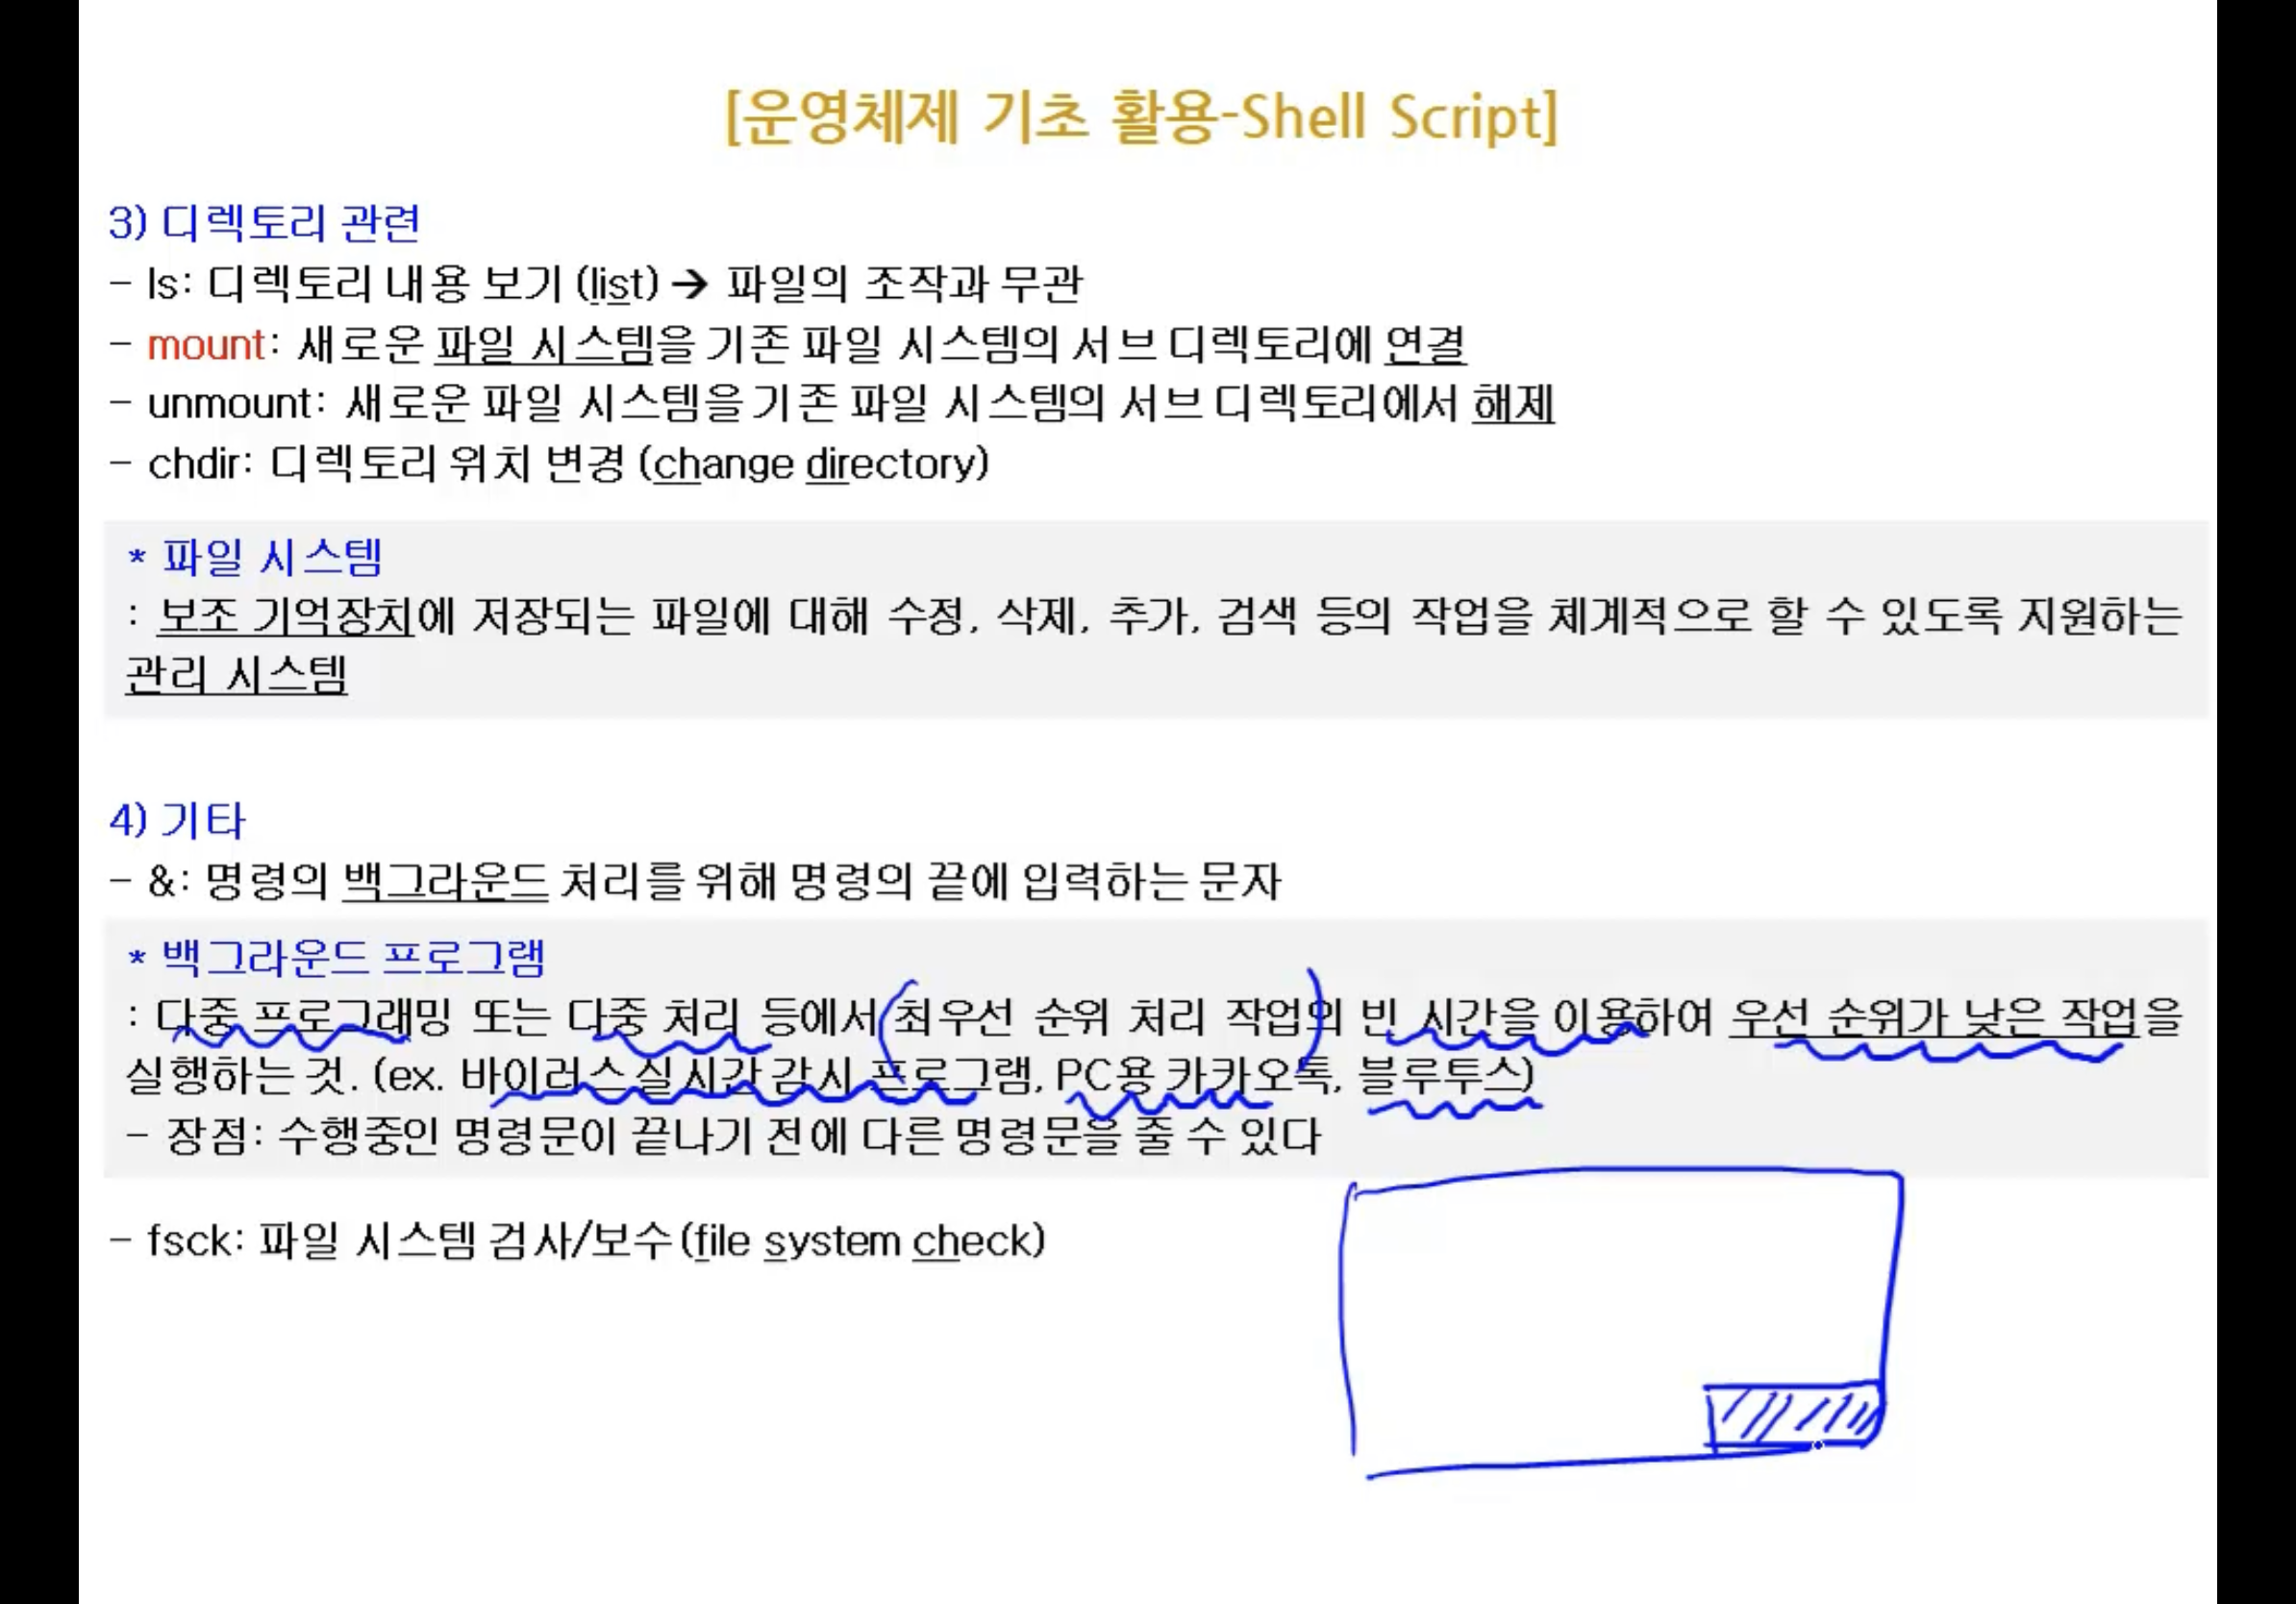 [운영체제 기초 활용-Shell Script]
3) 디렉토리 관련
- ls: 디렉토리 내용 보기 (list) → 파일의 조작과 무관
- mount: 새로운 파일 시스템을 기존 파일 시스템의 서브 디렉토리에 연결
- unmount: 새로운 파일 시스템을 기존 파일 시스템의 서브 디렉토리에서 해제
- chdir: 디렉토리 위치 변경 (change directory)
* 파일 시스템
: 보조 기억장치에 저장되는 파일에 대해 수정, 삭제, 추가, 검색 등의 작업을 체계적으로 할 수 있도록 지원하는
관리 시스템
4) 기타
- &: 명령의 백그라운드 처리를 위해 명령의 끝에 입력하는 문자
* 백그라운드 프로그램
: 다중 프로그래밍 또는 다중 처리 등에서 최우선 순위 처리 작업의 빈 시간을 이용하여 우선 순위가 낮은 작업을
실행하는 것. (ex. 바이러스 실시간 감시 프로그램, PC용 카카오톡, 블루투스)
- 장점: 수행중인 명령문이 끝나기 전에 다른 명령문을 줄 수 있다
- fsck: 파일 시스템 검사/보수 (file system check)